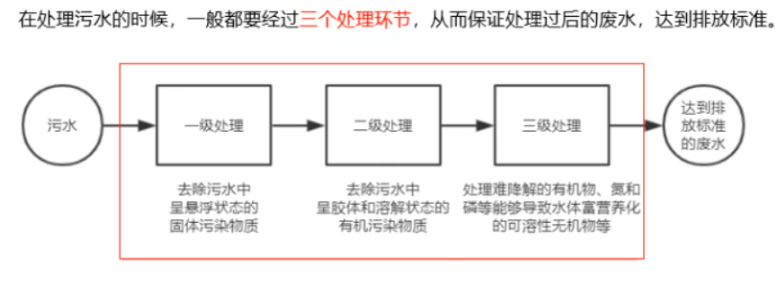 在处理污水的时候，一般都要经过三个处理环节，从而保证处理过后的废水，达到排放标准。
污水
一级处理
二级处理
三级处理
达到排
放标准
的废水
去除污水中
呈悬浮状态的
固体污染物质
去除污水中
呈胶体和溶解状态的
有机污染物质
处理难降解的有机物、氮和
磷等能够导致水体富营养化
的可溶性无机物等